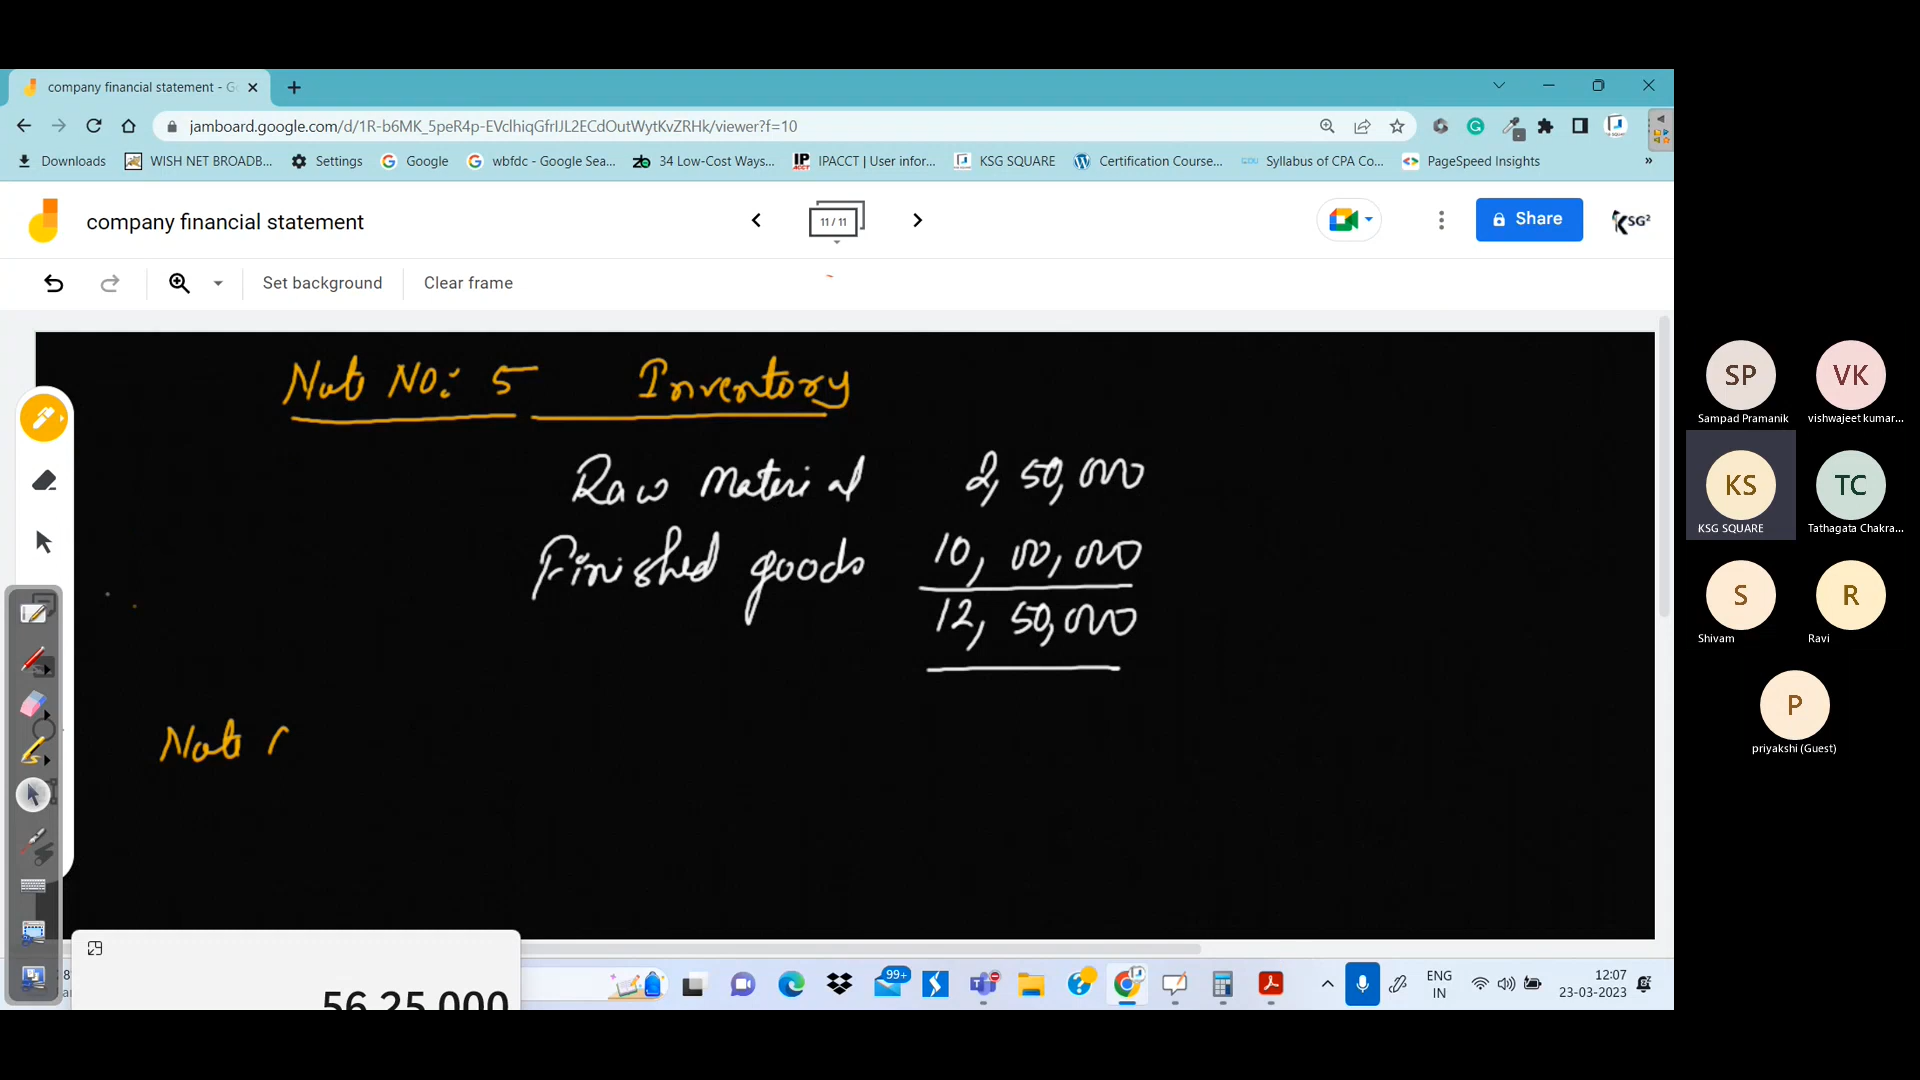 company financial statement - G
jamboard.google.com/d/1R-b6MK_5peR4p-EVclhiqGfrIJL2ECdOutWytKvZRHk/viewer?f=10
Downloads WISH NET BROADB... Settings Google wbfdc - Google Sea... 34 Low-Cost Ways... IPACCT | User infor... KSG SQUARE Certification Course... Syllabus of CPA Co... PageSpeed Insights »
company financial statement 11 / 11 Share KSG²
Set background Clear frame
Note NO: 5 Inventory
Raw Material 2,50,000
Finished goods 10,00,000
12,50,000
Note
56,25,000
99+
ENG
IN
12:07
23-03-2023
SP VK
Sampad Pramanik vishwajeet kumar...
KS TC
KSG SQUARE Tathagata Chakra...
S R
Shivam Ravi
P
priyakshi (Guest)